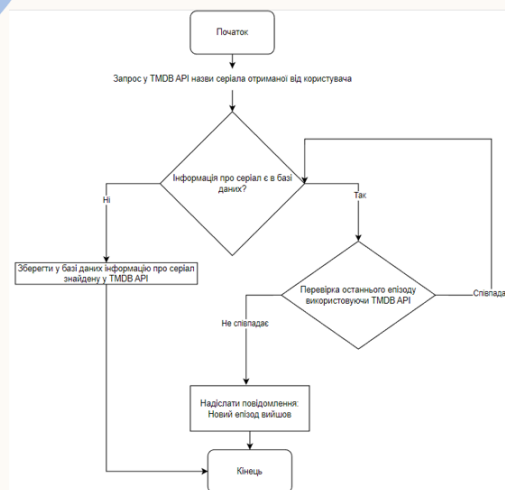 Початок
Запрос у TMDB API назви серіала отриманої від користувача
Інформація про серіал є в базі
даних?
Ні
Так
Зберегти у базі даних інформацію про серіал
знайдену у TMDB API
Перевірка останнього епізоду
використовуючи TMDB API
Співпада
Не співпадає
Надіслати повідомлення:
Новий епізод вийшов
Кінець